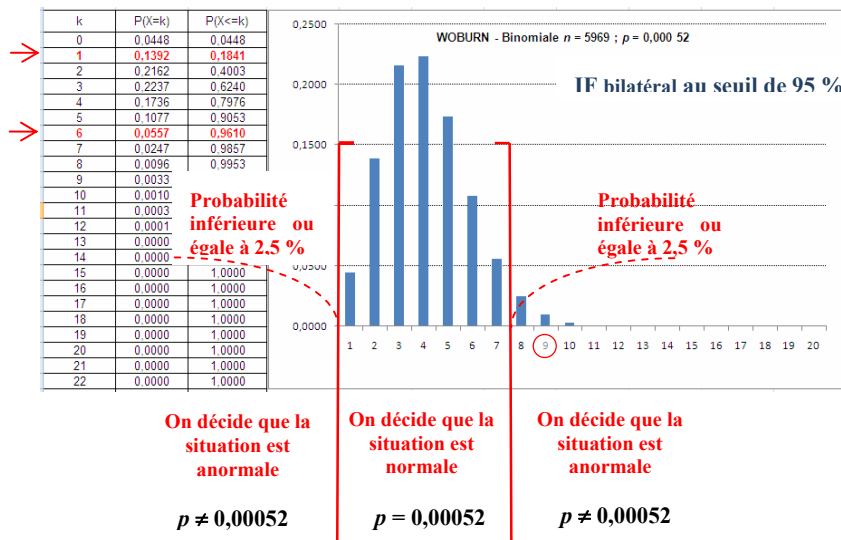 k P(X=k) P(X<=k)
0 0,0448 0,0448
1 0,1392 0,1841
2 0,2162 0,4003
3 0,2237 0,6240
4 0,1736 0,7976
5 0,1077 0,9053
6 0,0557 0,9610
7 0,0247 0,9857
8 0,0096 0,9953
9 0,0033
10 0,0010
11 0,0003
12 0,0001
13 0,0000
14 0,0000
15 0,0000 1,0000
16 0,0000 1,0000
17 0,0000 1,0000
18 0,0000 1,0000
19 0,0000 1,0000
20 0,0000 1,0000
21 0,0000 1,0000
22 0,0000 1,0000
0,2500
0,2000
0,1500
0,0500
0,0000
WOBURN - Binomiale n = 5969 ; p = 0,000 52
IF bilatéral au seuil de 95 %
Probabilité
inférieure ou
égale à 2,5 %
Probabilité
inférieure ou
égale à 2,5 %
1 2 3 4 5 6 7 8 9 10 11 12 13 14 15 16 17 18 19 20
On décide que la
situation est
anormale
p ≠ 0,00052
On décide que la
situation est
normale
p = 0,00052
On décide que la
situation est
anormale
p ≠ 0,00052